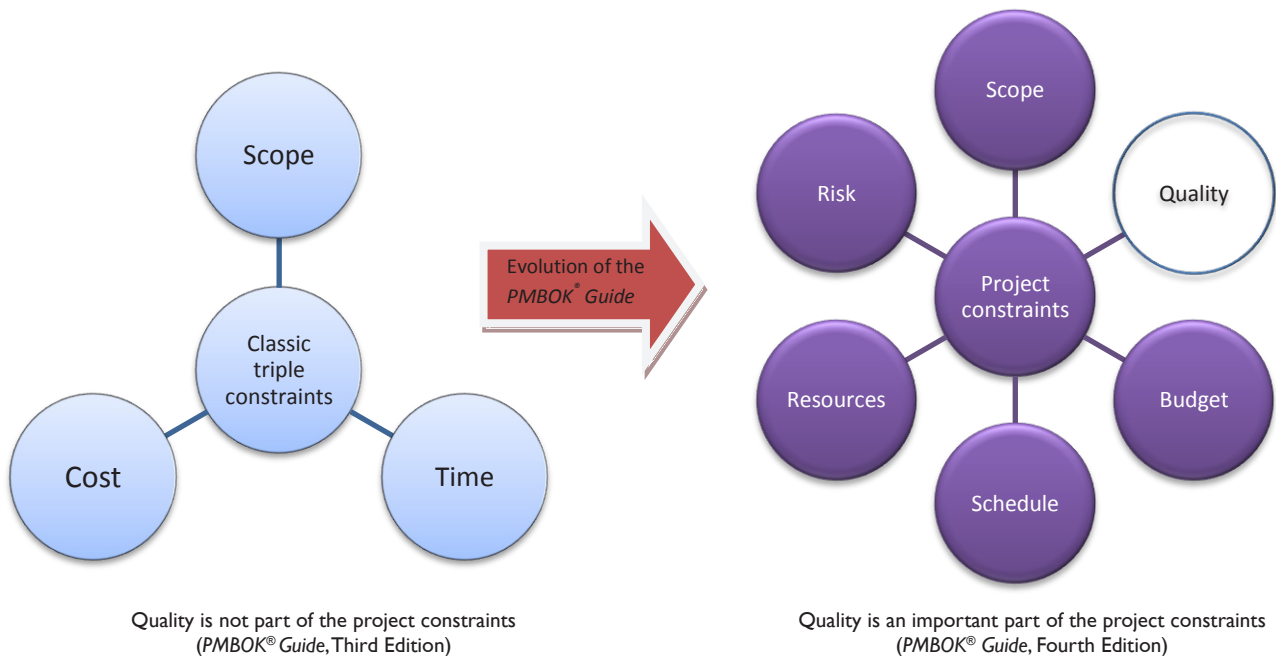 Scope
Classic
triple
constraints
Cost
Time
Quality is not part of the project constraints
(PMBOK® Guide, Third Edition)
Evolution of the
PMBOK® Guide
Scope
Risk
Quality
Project
constraints
Resources
Budget
Schedule
Quality is an important part of the project constraints
(PMBOK® Guide, Fourth Edition)